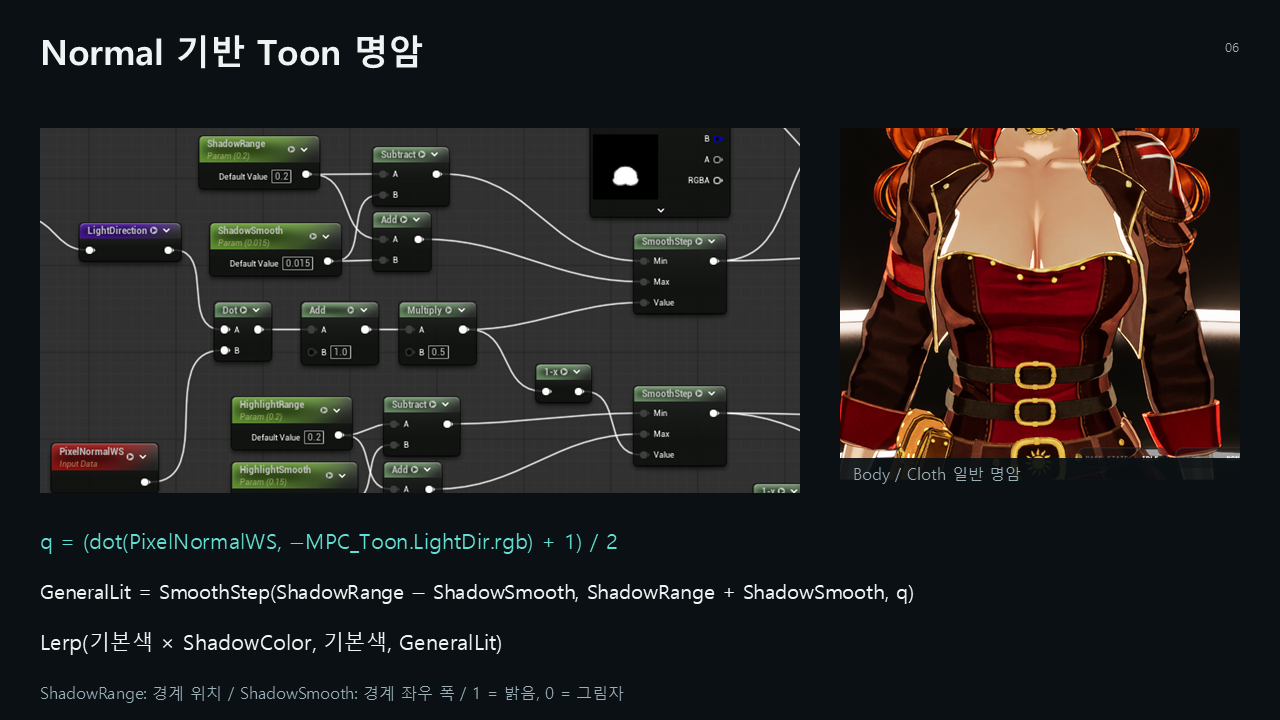 Normal 기반 Toon 명암
06
ShadowRange
Param (0.2)
Default Value 0.2
Subtract
A
B
B
A
RGBA
LightDirection
ShadowSmooth
Param (0.015)
Default Value 0.015
Add
A
B
SmoothStep
Min
Max
Value
Dot
A
B
Add
A
B 1.0
Multiply
A
B 0.5
1-x
HighlightRange
Param (0.2)
Default Value 0.2
Subtract
A
B
SmoothStep
Min
Max
Value
PixelNormalWS
Input Data
HighlightSmooth
Param (0.15)
Add
A
1-x
Body / Cloth 일반 명암
q = (dot(PixelNormalWS, −MPC_Toon.LightDir.rgb) + 1) / 2
GeneralLit = SmoothStep(ShadowRange − ShadowSmooth, ShadowRange + ShadowSmooth, q)
Lerp(기본색 × ShadowColor, 기본색, GeneralLit)
ShadowRange: 경계 위치 / ShadowSmooth: 경계 좌우 폭 / 1 = 밝음, 0 = 그림자